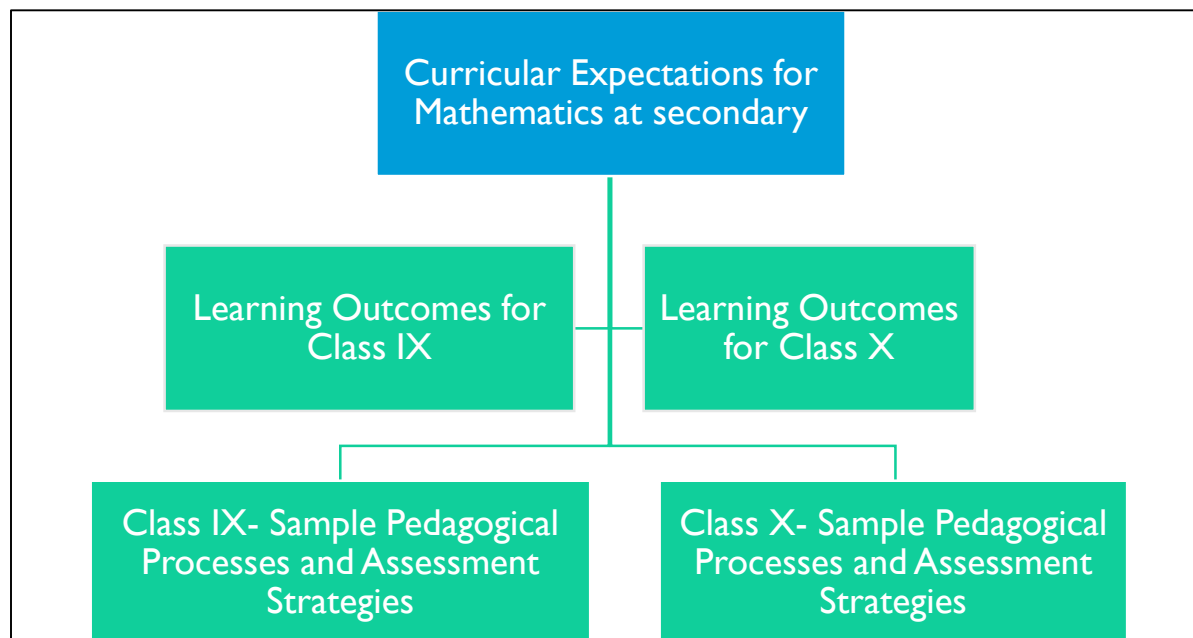 Curricular Expectations for
Mathematics at secondary
Learning Outcomes for
Class IX
Learning Outcomes
for Class X
Class IX- Sample Pedagogical
Processes and Assessment
Strategies
Class X- Sample Pedagogical
Processes and Assessment
Strategies